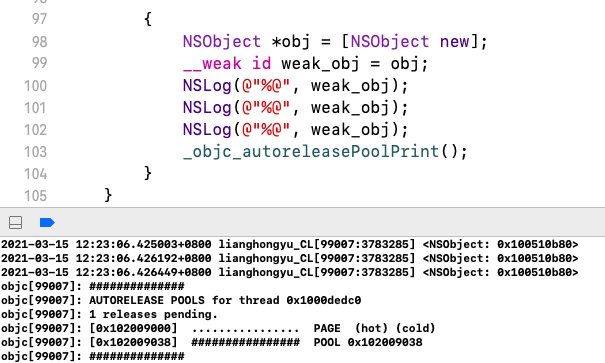 97 {
98 NSObject *obj = [NSObject new];
99 __weak id weak_obj = obj;
100 NSLog(@"%@", weak_obj);
101 NSLog(@"%@", weak_obj);
102 NSLog(@"%@", weak_obj);
103 _objc_autoreleasePoolPrint();
104 }
105 }
2021-03-15 12:23:06.425003+0800 lianghongyu_CL[99007:3783285] <NSObject: 0x100510b80>
2021-03-15 12:23:06.426192+0800 lianghongyu_CL[99007:3783285] <NSObject: 0x100510b80>
2021-03-15 12:23:06.426449+0800 lianghongyu_CL[99007:3783285] <NSObject: 0x100510b80>
objc[99007]: ##############
objc[99007]: AUTORELEASE POOLS for thread 0x1000dedc0
objc[99007]: 1 releases pending.
objc[99007]: [0x102009000]  ................  PAGE  (hot) (cold)
objc[99007]: [0x102009038]  ################  POOL 0x102009038
objc[99007]: ##############